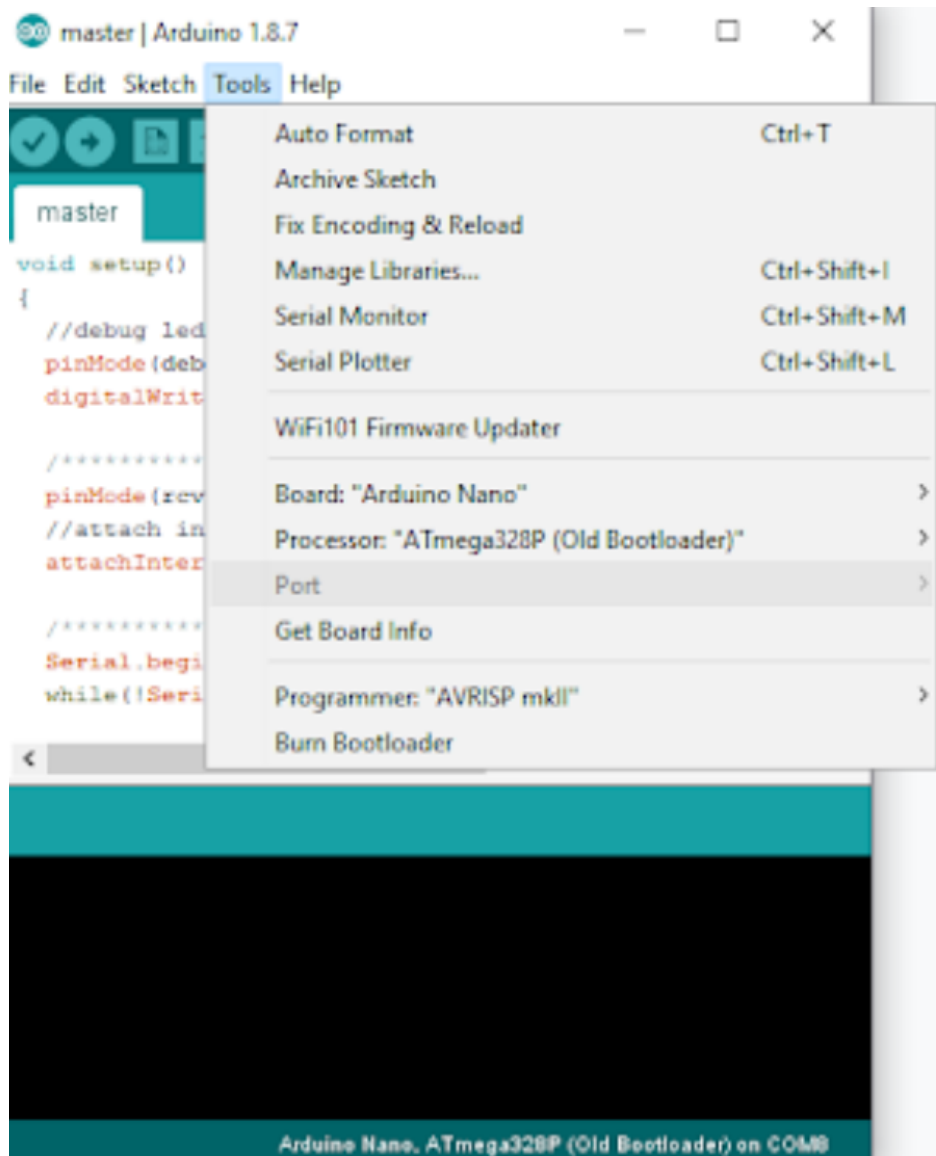 master | Arduino 1.8.7
File Edit Sketch Tools Help
Auto Format Ctrl+T
Archive Sketch
Fix Encoding & Reload
Manage Libraries... Ctrl+Shift+I
Serial Monitor Ctrl+Shift+M
Serial Plotter Ctrl+Shift+L
WiFi101 Firmware Updater
Board: "Arduino Nano"
Processor: "ATmega328P (Old Bootloader)"
Port
Get Board Info
Programmer: "AVRISP mkII"
Burn Bootloader
master
void setup()
{
//debug led
pinMode(deb
digitalWrit
/**********
pinMode(rcv
//attach in
attachInter
/**********
Serial.begi
while(!Seri
Arduino Nano, ATmega328P (Old Bootloader) on COM8